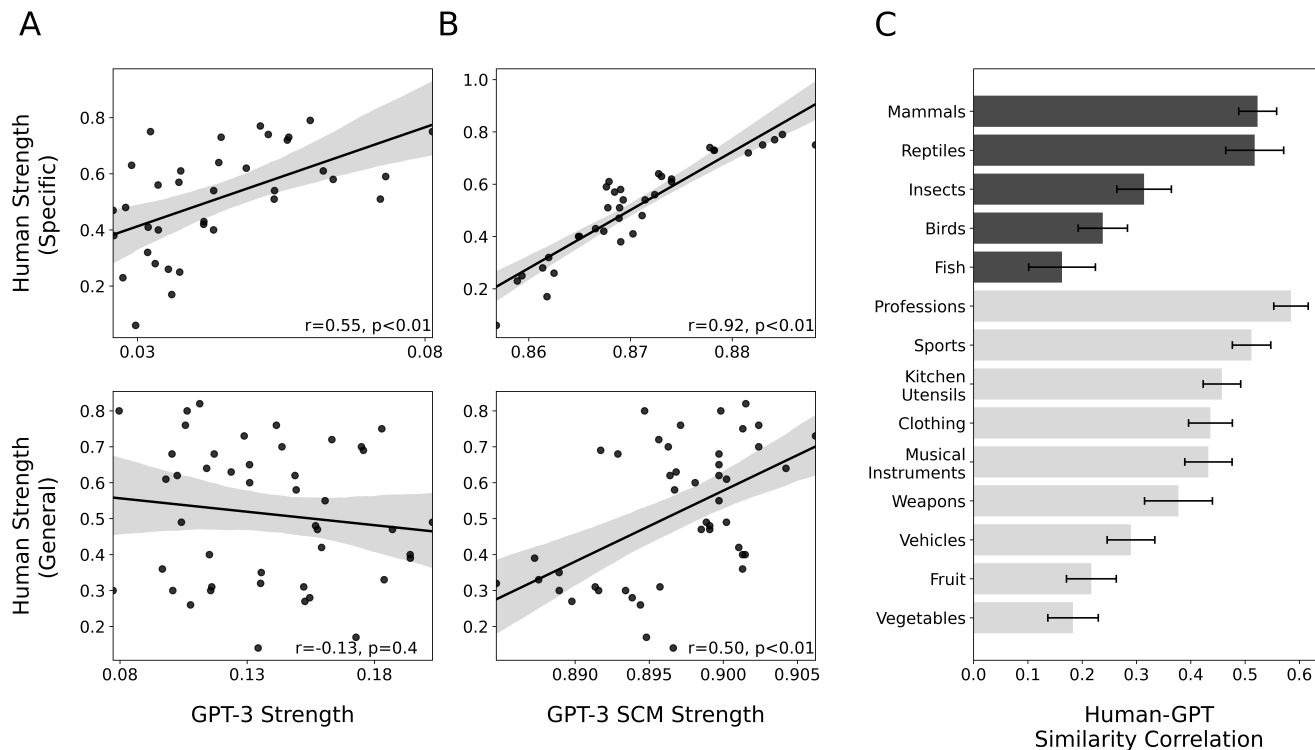 A
B
C
Human Strength
(Specific)
0.8
0.6
0.4
0.2
r=0.55, p<0.01
0.03
0.08
1.0
0.8
0.6
0.4
0.2
r=0.92, p<0.01
0.86
0.87
0.88
Human Strength
(General)
0.8
0.7
0.6
0.5
0.4
0.3
0.2
r=-0.13, p=0.4
0.08
0.13
0.18
GPT-3 Strength
0.8
0.7
0.6
0.5
0.4
0.3
0.2
r=0.50, p<0.01
0.890
0.895
0.900
0.905
GPT-3 SCM Strength
Mammals
Reptiles
Insects
Birds
Fish
Professions
Sports
Kitchen
Utensils
Clothing
Musical
Instruments
Weapons
Vehicles
Fruit
Vegetables
0.0
0.1
0.2
0.3
0.4
0.5
0.6
Human-GPT
Similarity Correlation